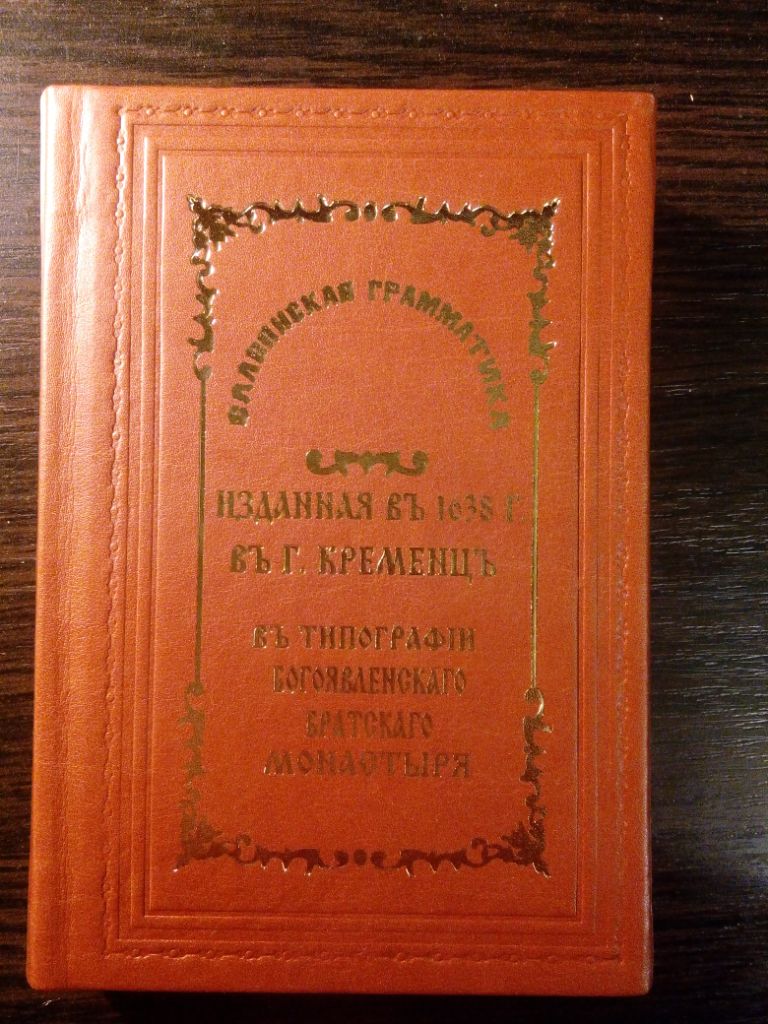 СЛАВЕНСКАЯ ГРАММАТИКА
ИЗДАННАЯ ВЪ 1638 Г.
ВЪ Г. КРЕМЕНЦЪ
ВЪ ТИПОГРАФІИ
БОГОЯВЛЕНСКАГО
БРАТСКАГО
МОНАСТЫРЯ